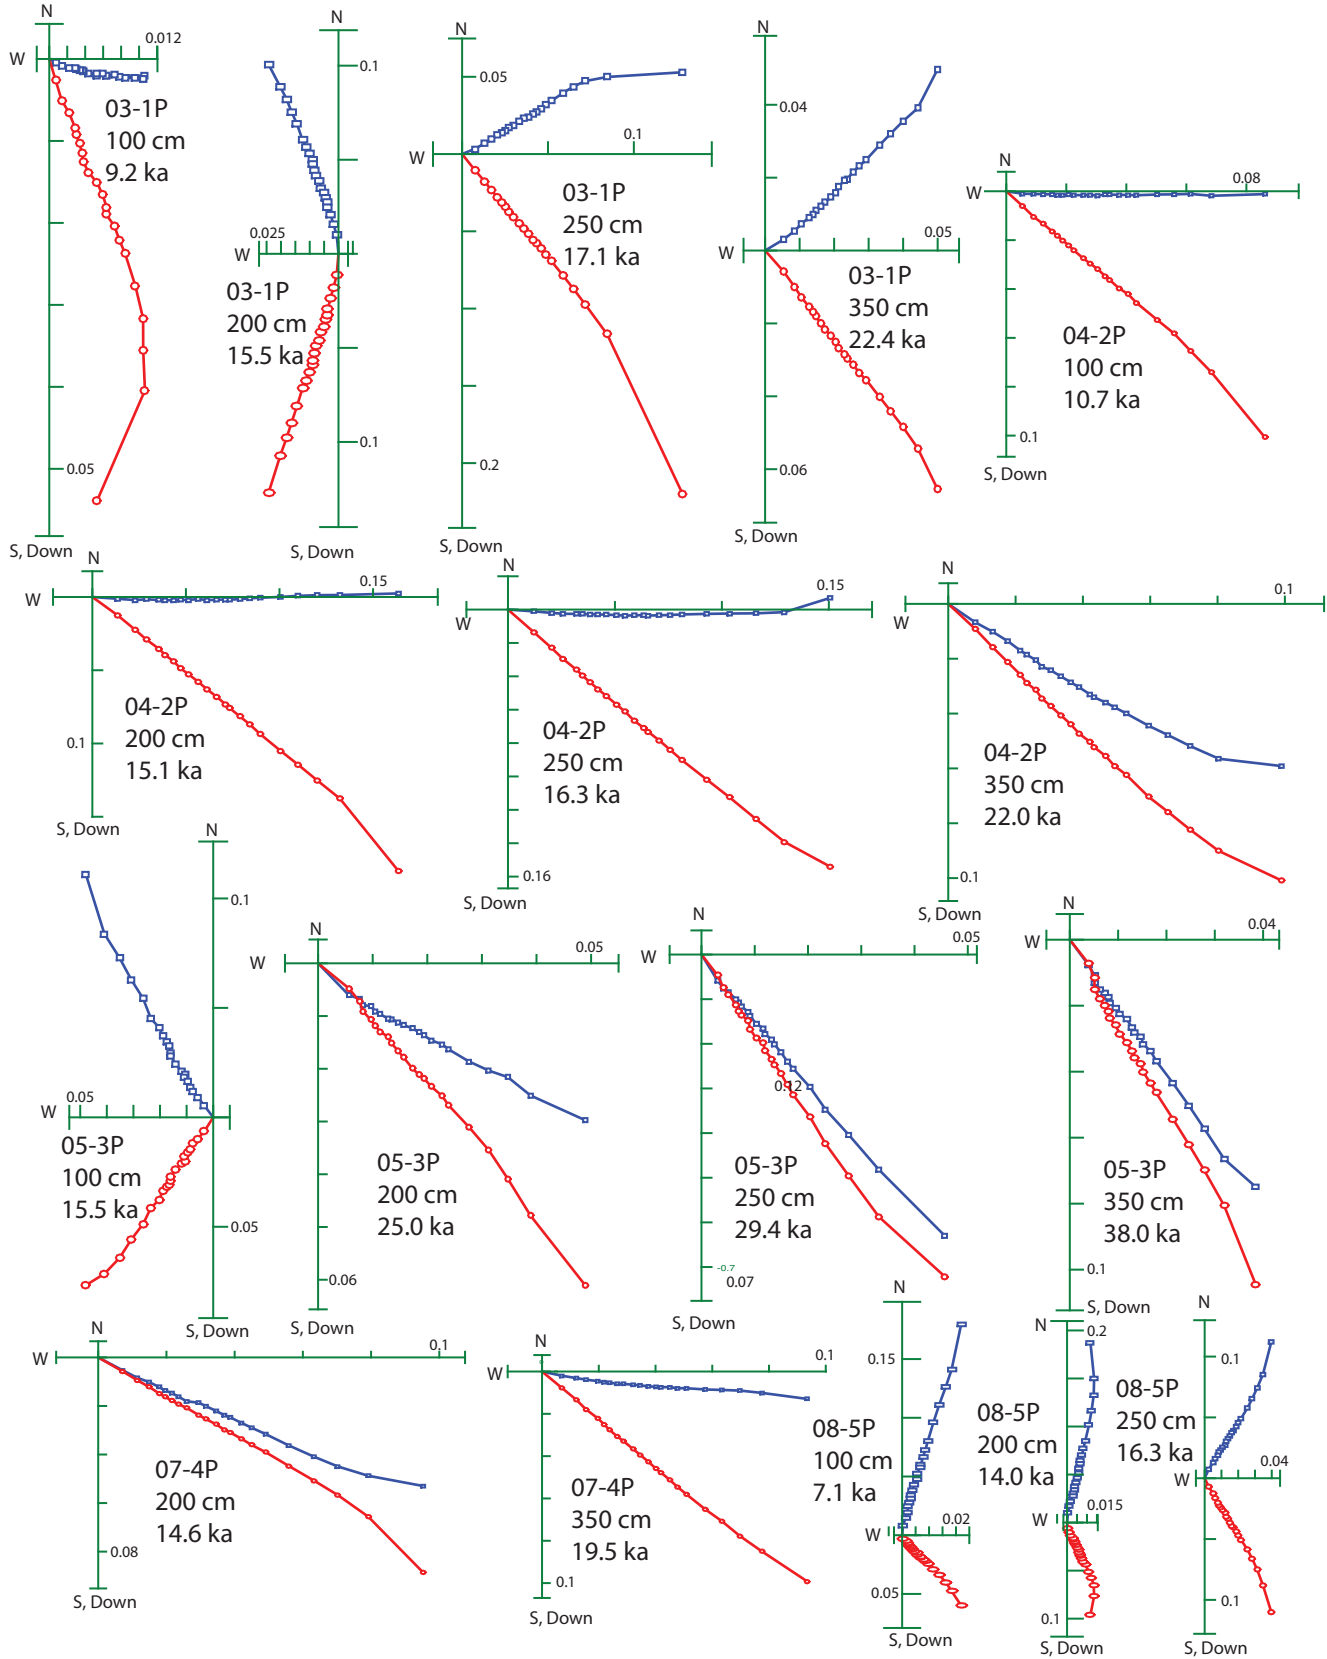 N
0.012
W
03-1P
100 cm
9.2 ka
0.05
S, Down
N
0.1
0.025
W
03-1P
200 cm
15.5 ka
0.1
S, Down
N
0.05
0.1
W
03-1P
250 cm
17.1 ka
0.2
S, Down
N
0.04
0.05
W
03-1P
350 cm
22.4 ka
0.06
S, Down
N
0.08
W
04-2P
100 cm
10.7 ka
0.1
S, Down
N
0.15
W
04-2P
200 cm
15.1 ka
0.1
S, Down
N
0.15
W
04-2P
250 cm
16.3 ka
0.16
S, Down
N
0.1
W
04-2P
350 cm
22.0 ka
0.1
S, Down
N
0.1
0.05
W
05-3P
100 cm
15.5 ka
0.05
S, Down
N
0.05
W
05-3P
200 cm
25.0 ka
0.06
S, Down
N
0.05
W
0.12
05-3P
250 cm
29.4 ka
-0.7
0.07
S, Down
N
0.04
W
05-3P
350 cm
38.0 ka
0.1
S, Down
N
0.1
W
07-4P
200 cm
14.6 ka
0.08
S, Down
N
0.1
W
07-4P
350 cm
19.5 ka
0.1
S, Down
N
0.15
08-5P
100 cm
7.1 ka
0.02
W
0.05
S, Down
N
0.2
08-5P
200 cm
14.0 ka
0.015
W
0.1
S, Down
N
0.1
08-5P
250 cm
16.3 ka
0.04
W
0.1
S, Down